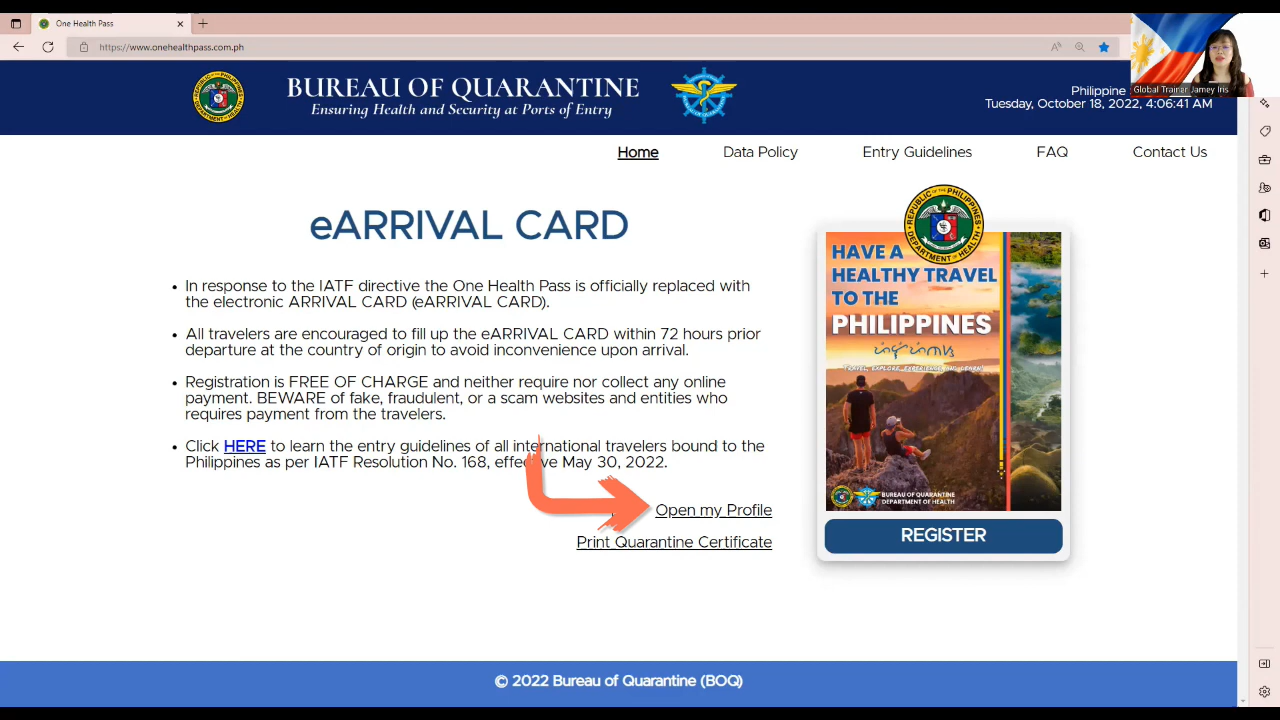 One Health Pass
https://www.onehealthpass.com.ph
Global Trainer Jamey Iris
BUREAU OF QUARANTINE
Ensuring Health and Security at Ports of Entry
Philippine
Tuesday, October 18, 2022, 4:06:41 AM
Home
Data Policy
Entry Guidelines
FAQ
Contact Us
eARRIVAL CARD
• In response to the IATF directive the One Health Pass is officially replaced with
the electronic ARRIVAL CARD (eARRIVAL CARD).
• All travelers are encouraged to fill up the eARRIVAL CARD within 72 hours prior
departure at the country of origin to avoid inconvenience upon arrival.
• Registration is FREE OF CHARGE and neither require nor collect any online
payment. BEWARE of fake, fraudulent, or a scam websites and entities who
requires payment from the travelers.
• Click HERE to learn the entry guidelines of all international travelers bound to the
Philippines as per IATF Resolution No. 168, effective May 30, 2022.
Open my Profile
Print Quarantine Certificate
REPUBLIC OF THE PHILIPPINES
DEPARTMENT OF HEALTH
HAVE A
HEALTHY TRAVEL
TO THE
PHILIPPINES
BUREAU OF QUARANTINE
DEPARTMENT OF HEALTH
REGISTER
© 2022 Bureau of Quarantine (BOQ)